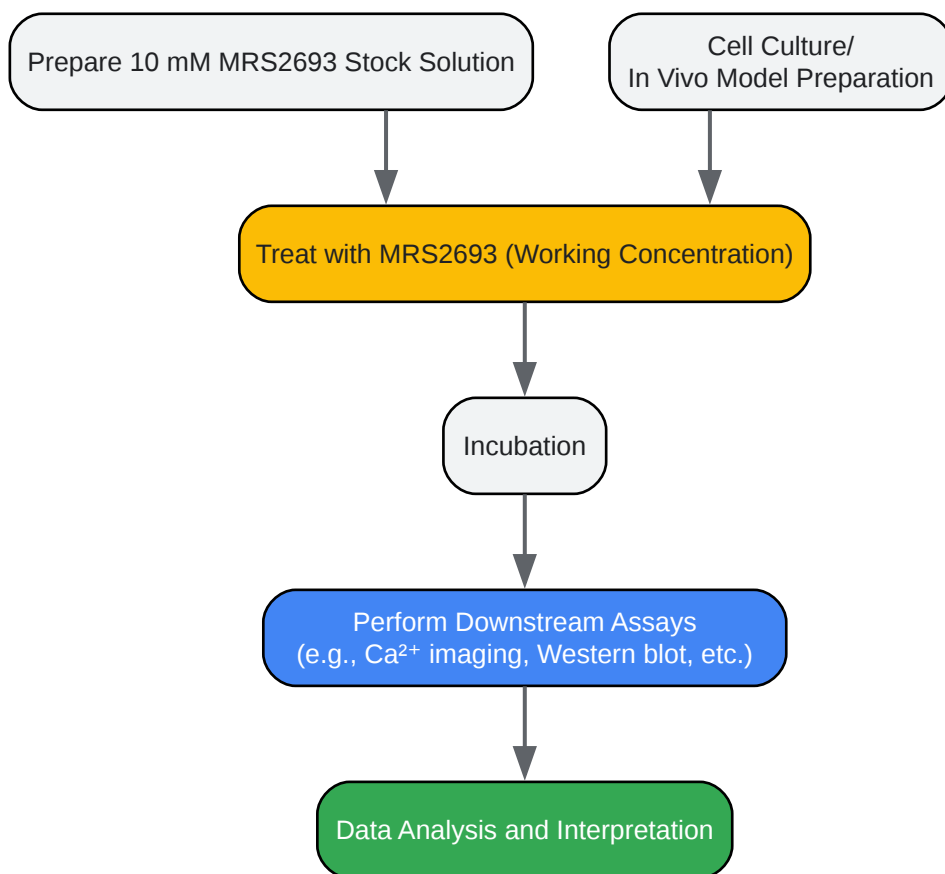 Prepare 10 mM MRS2693 Stock Solution
Cell Culture/
In Vivo Model Preparation
Treat with MRS2693 (Working Concentration)
Incubation
Perform Downstream Assays
(e.g., Ca²⁺ imaging, Western blot, etc.)
Data Analysis and Interpretation